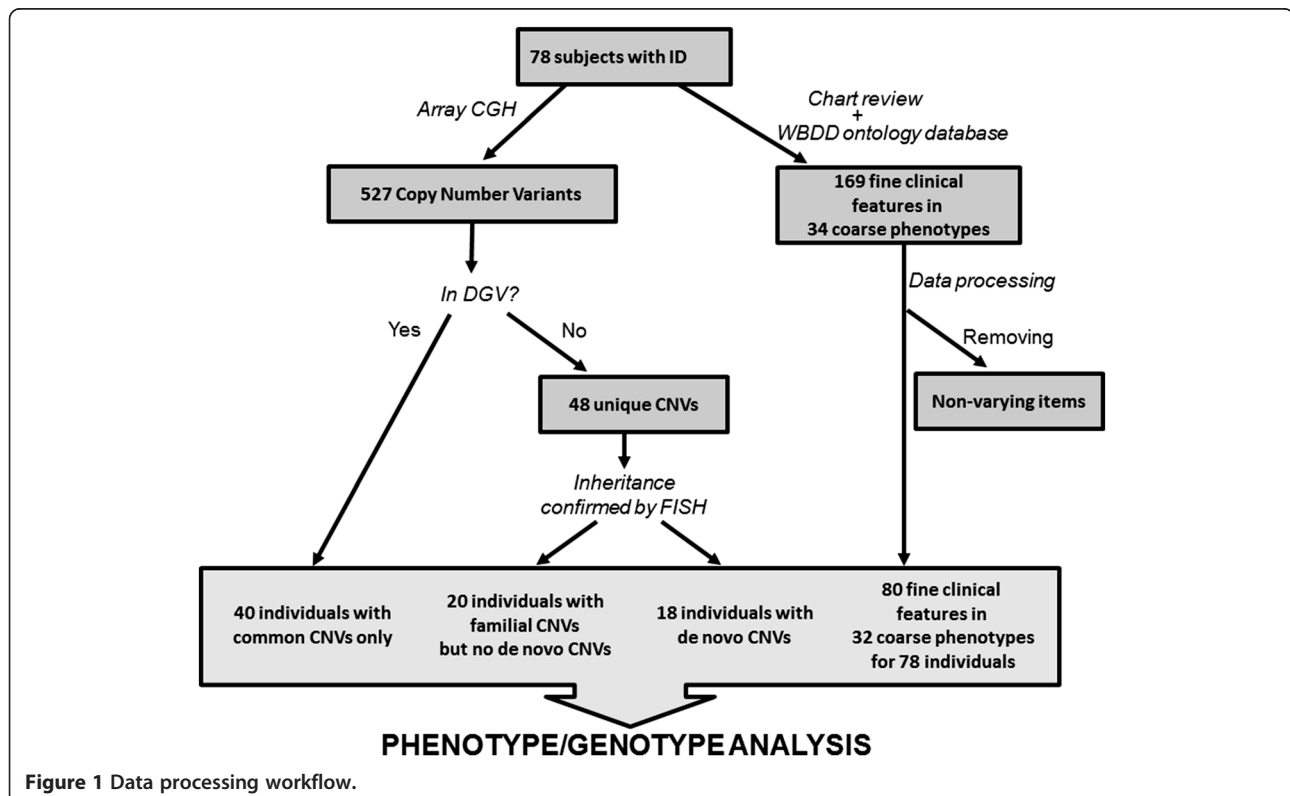 78 subjects with ID
Array CGH
Chart review
+
WBDD ontology database
527 Copy Number Variants
169 fine clinical
features in
34 coarse phenotypes
In DGV?
Data processing
Yes
No
Removing
48 unique CNVs
Non-varying items
Inheritance
confirmed by FISH
40 individuals with
common CNVs only
20 individuals with
familial CNVs
but no de novo CNVs
18 individuals with
de novo CNVs
80 fine clinical
features in
32 coarse phenotypes
for 78 individuals
PHENOTYPE/GENOTYPE ANALYSIS
Figure 1 Data processing workflow.